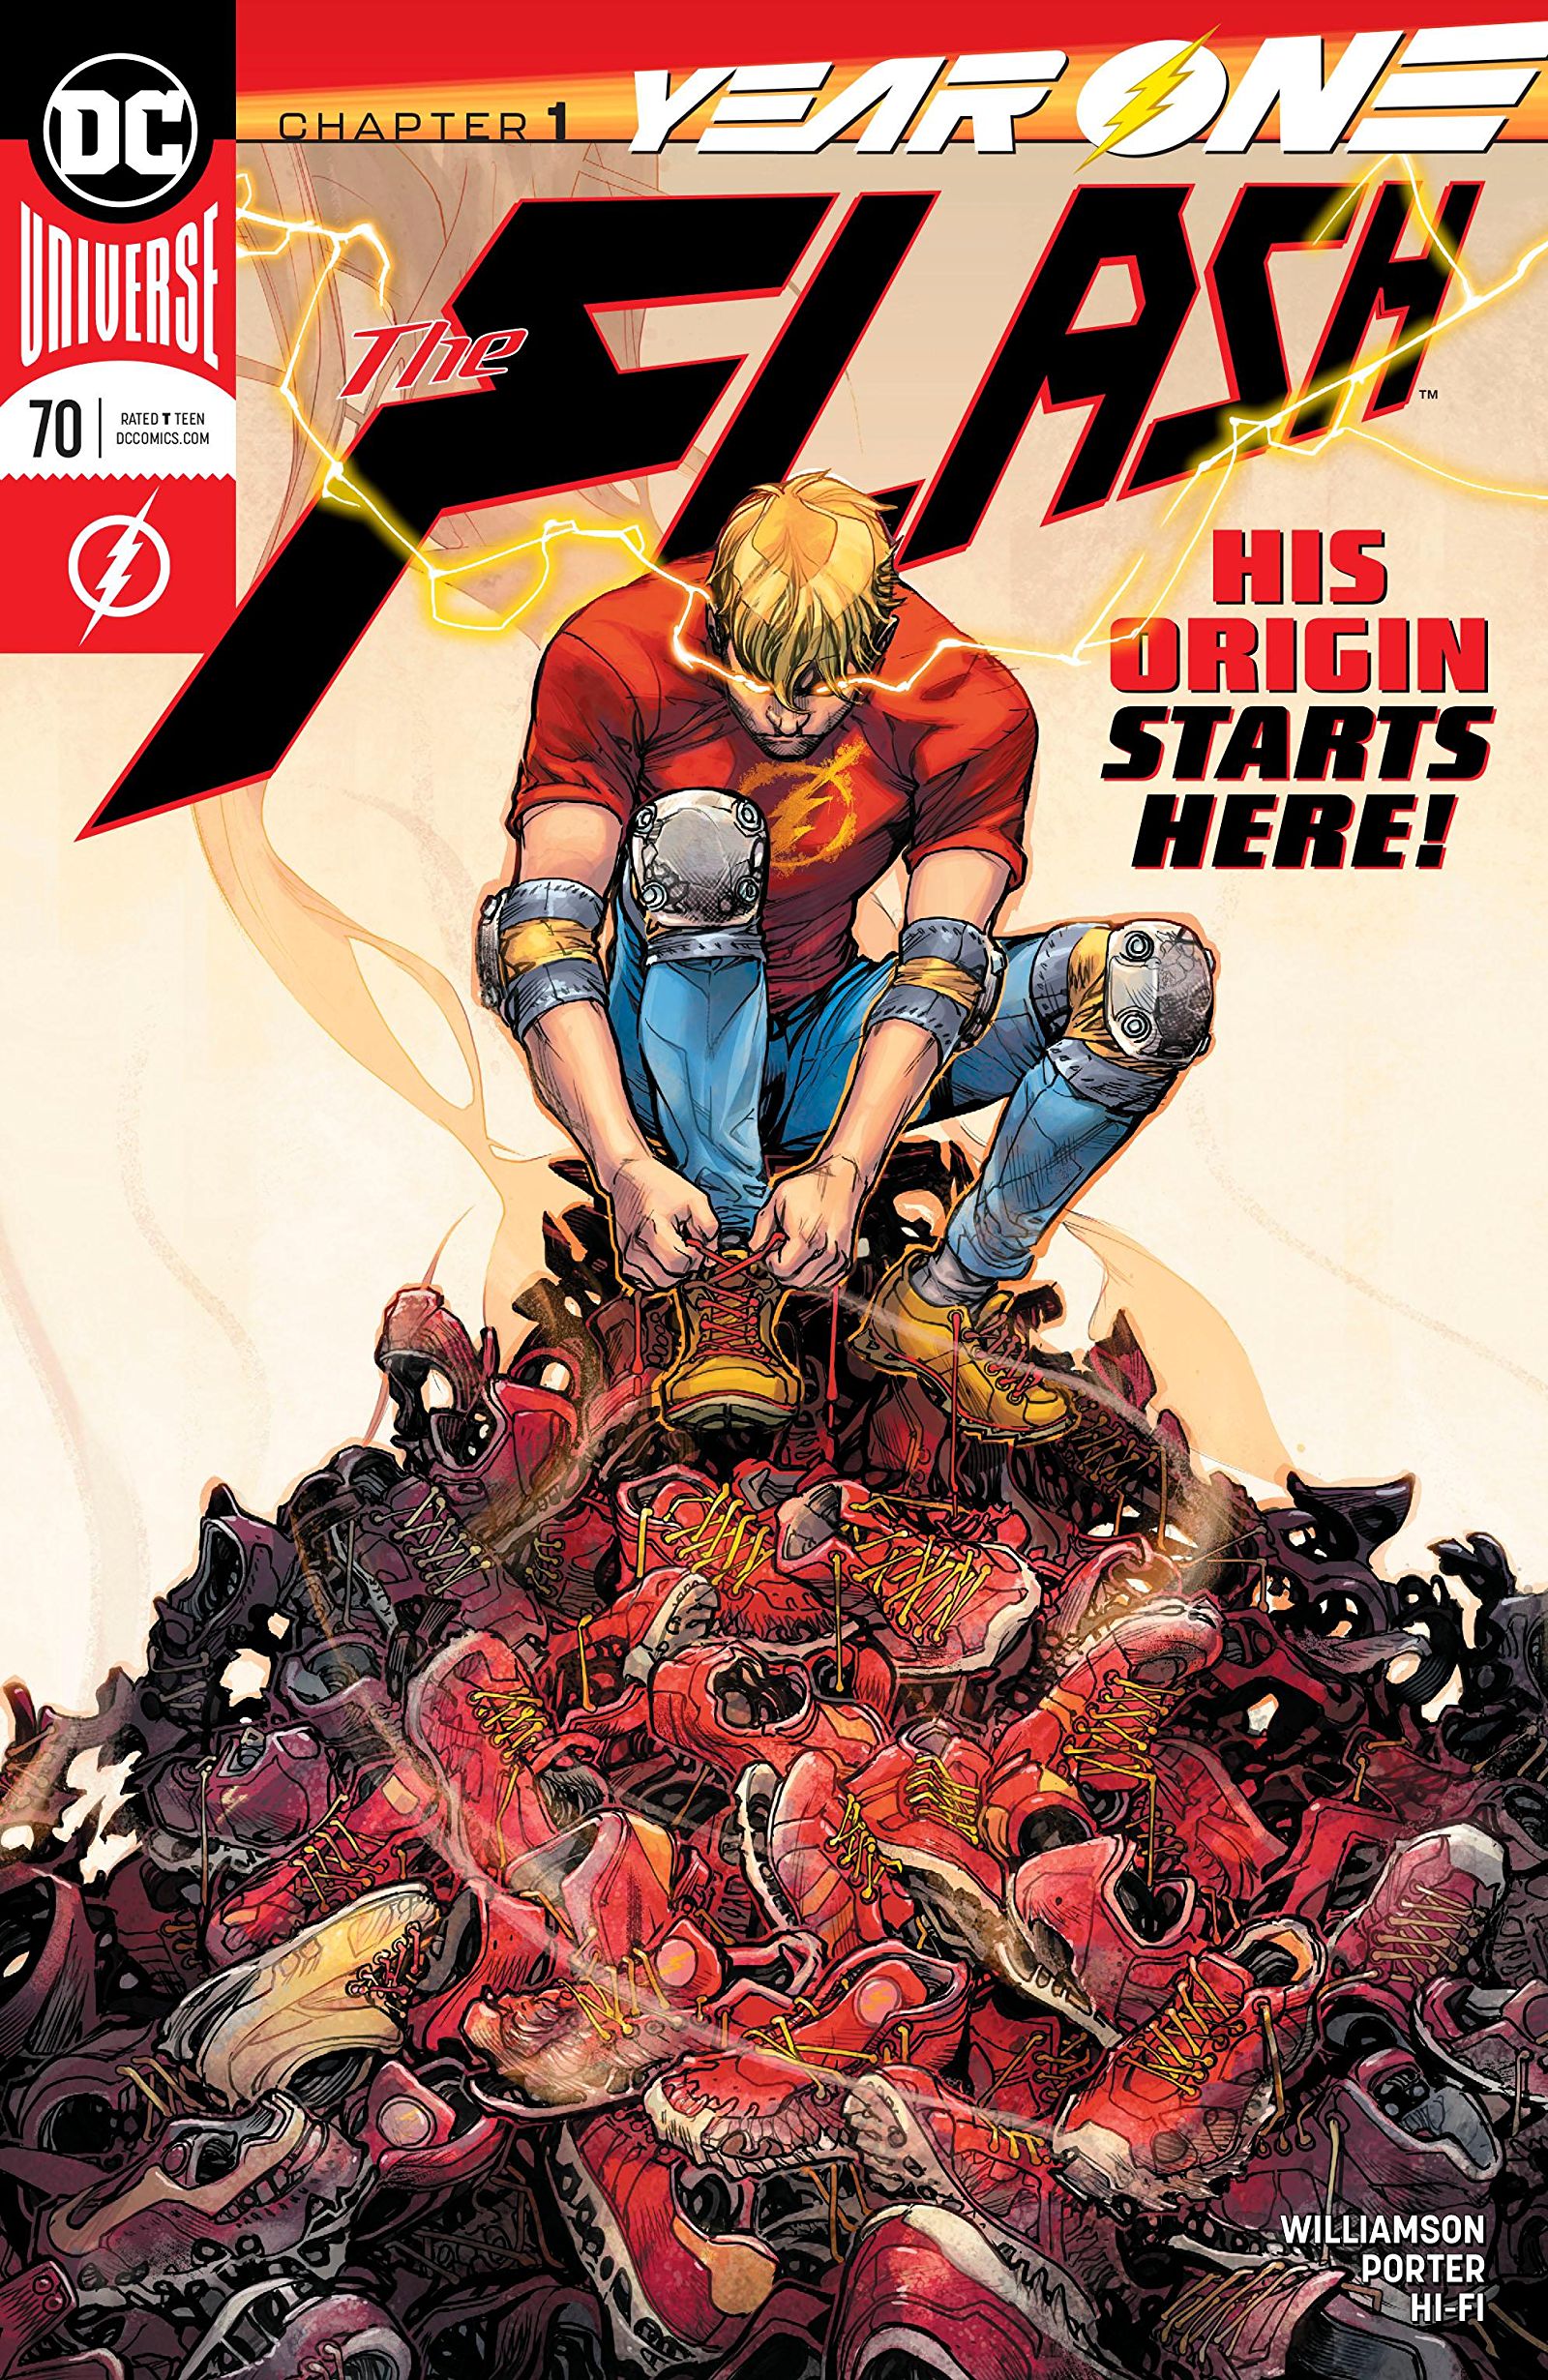 DC
UNIVERSE
70
RATED T TEEN
DCCOMICS.COM
CHAPTER 1
YEAR ONE
The
FLASH
™
HIS
ORIGIN
STARTS
HERE!
WILLIAMSON
PORTER
HI-FI